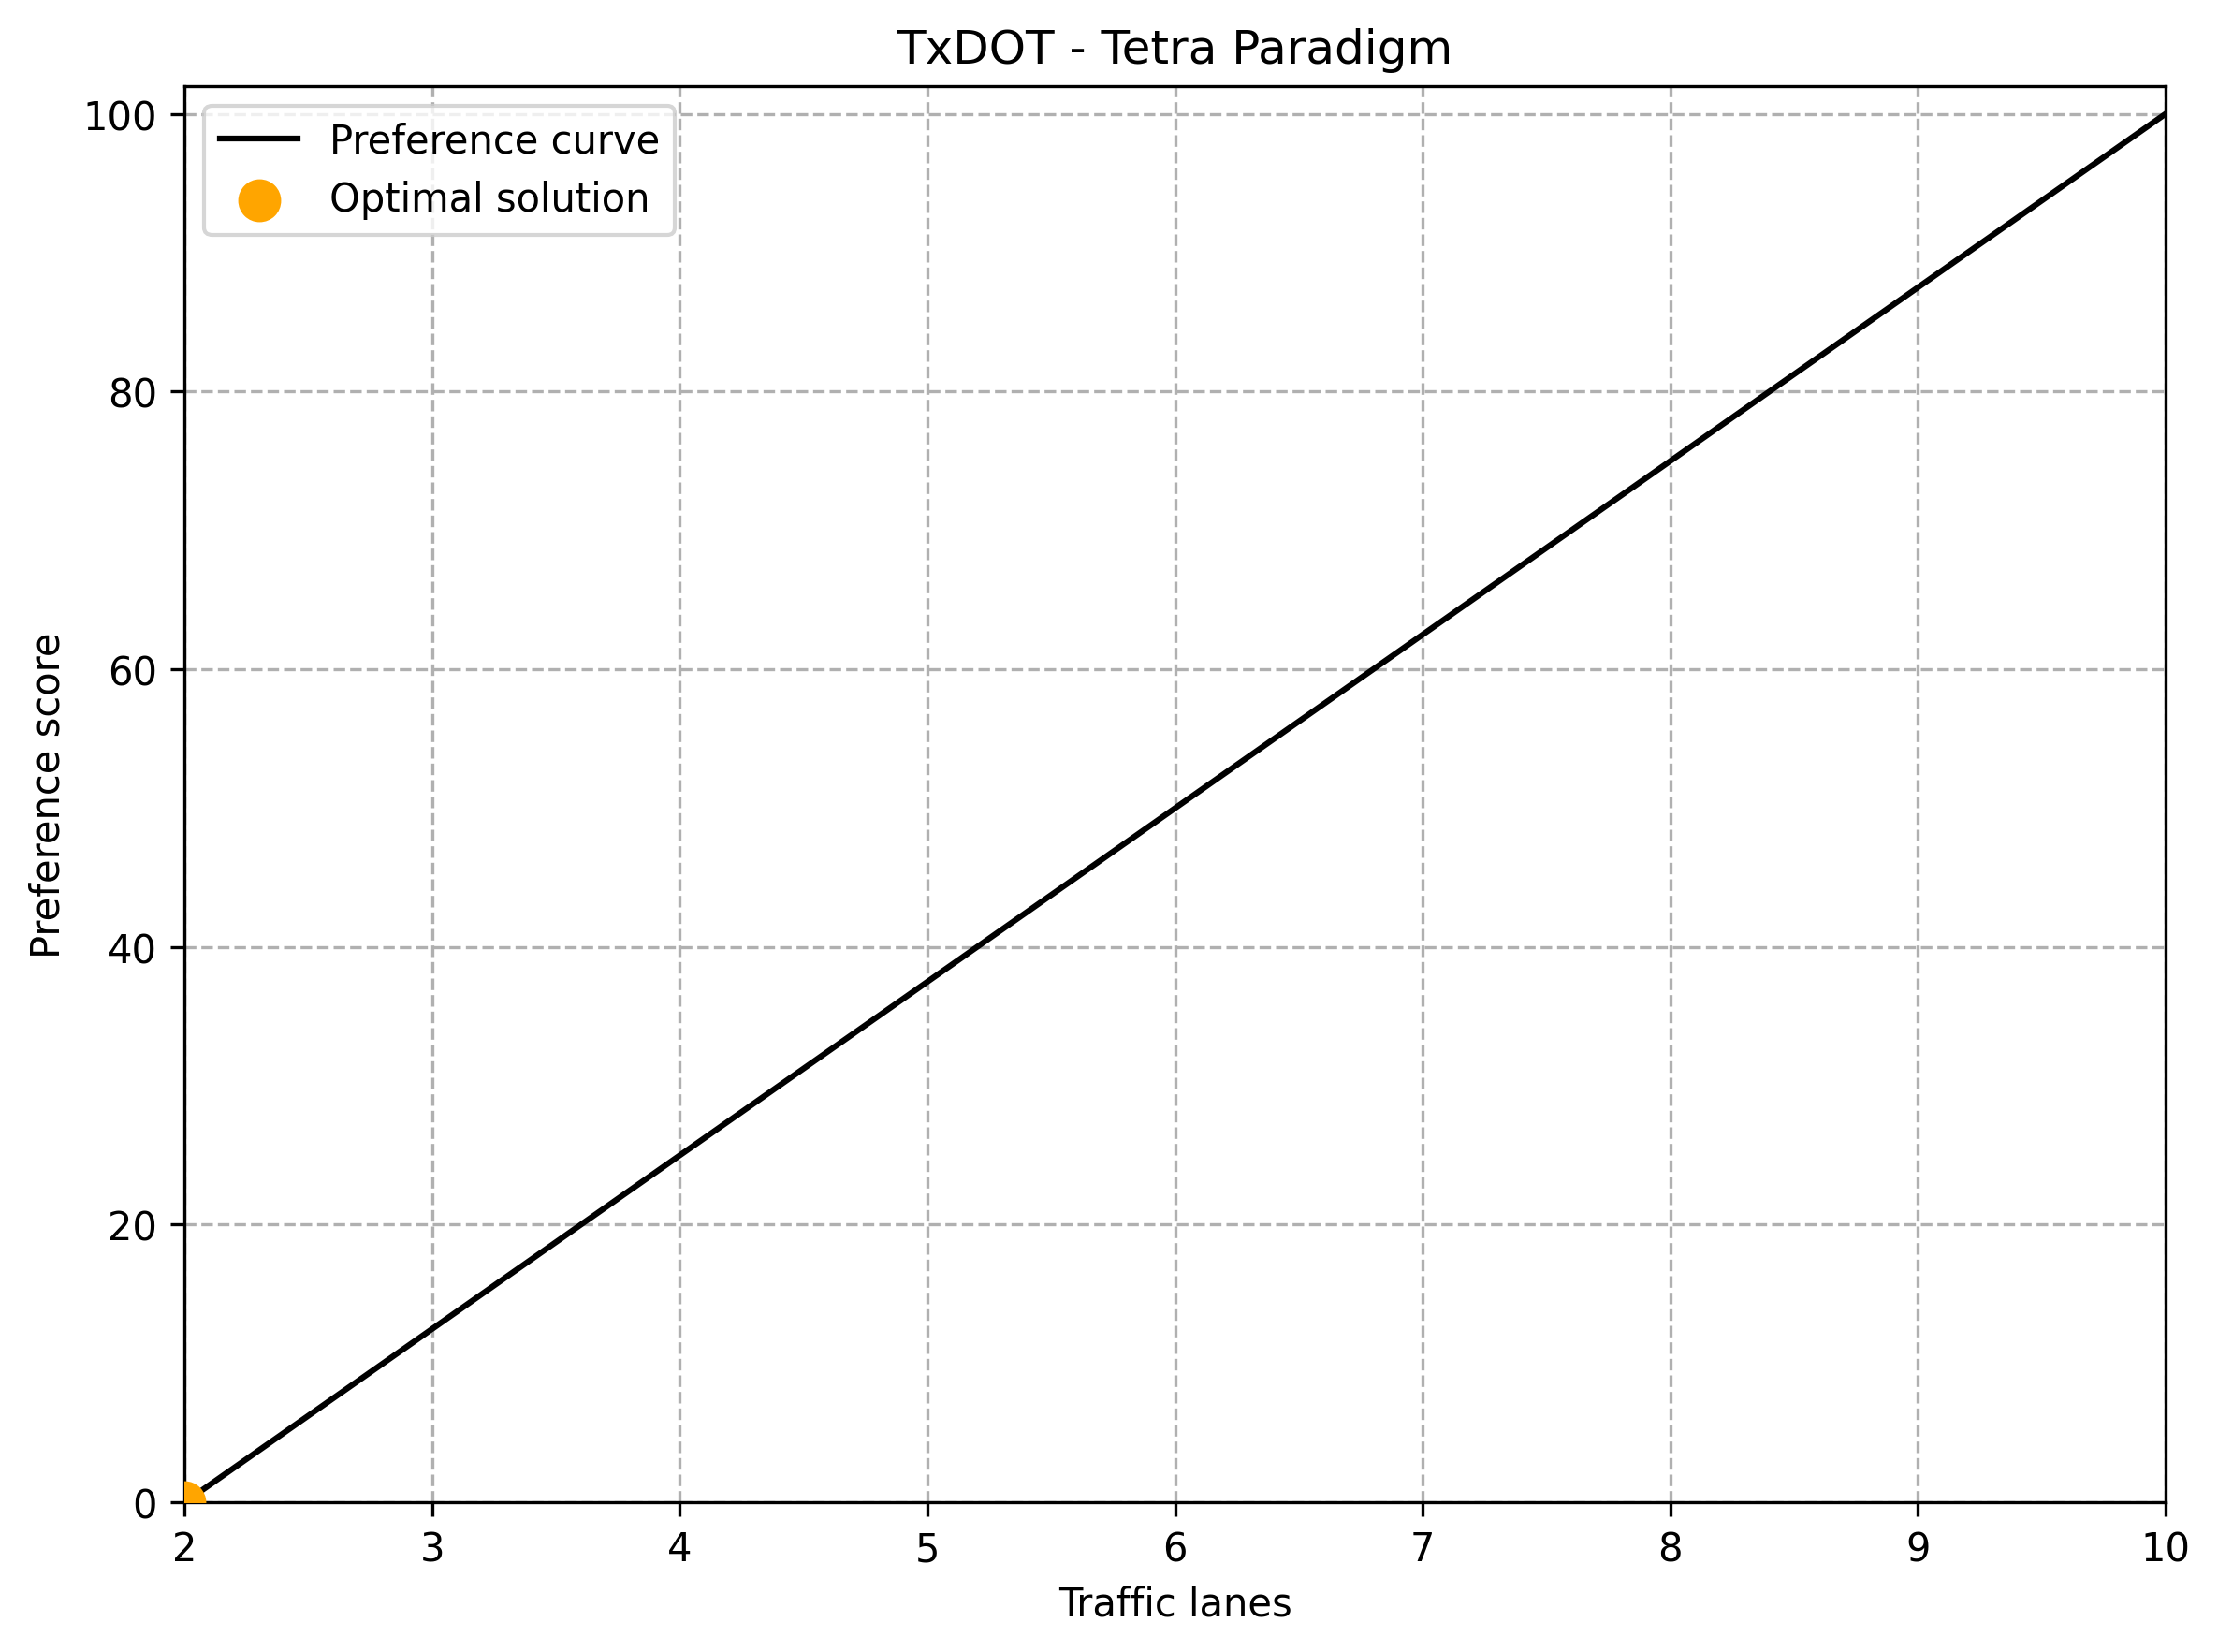 TxDOT - Tetra Paradigm
Preference curve
Optimal solution
Preference score
100
80
60
40
20
0
2 3 4 5 6 7 8 9 10
Traffic lanes